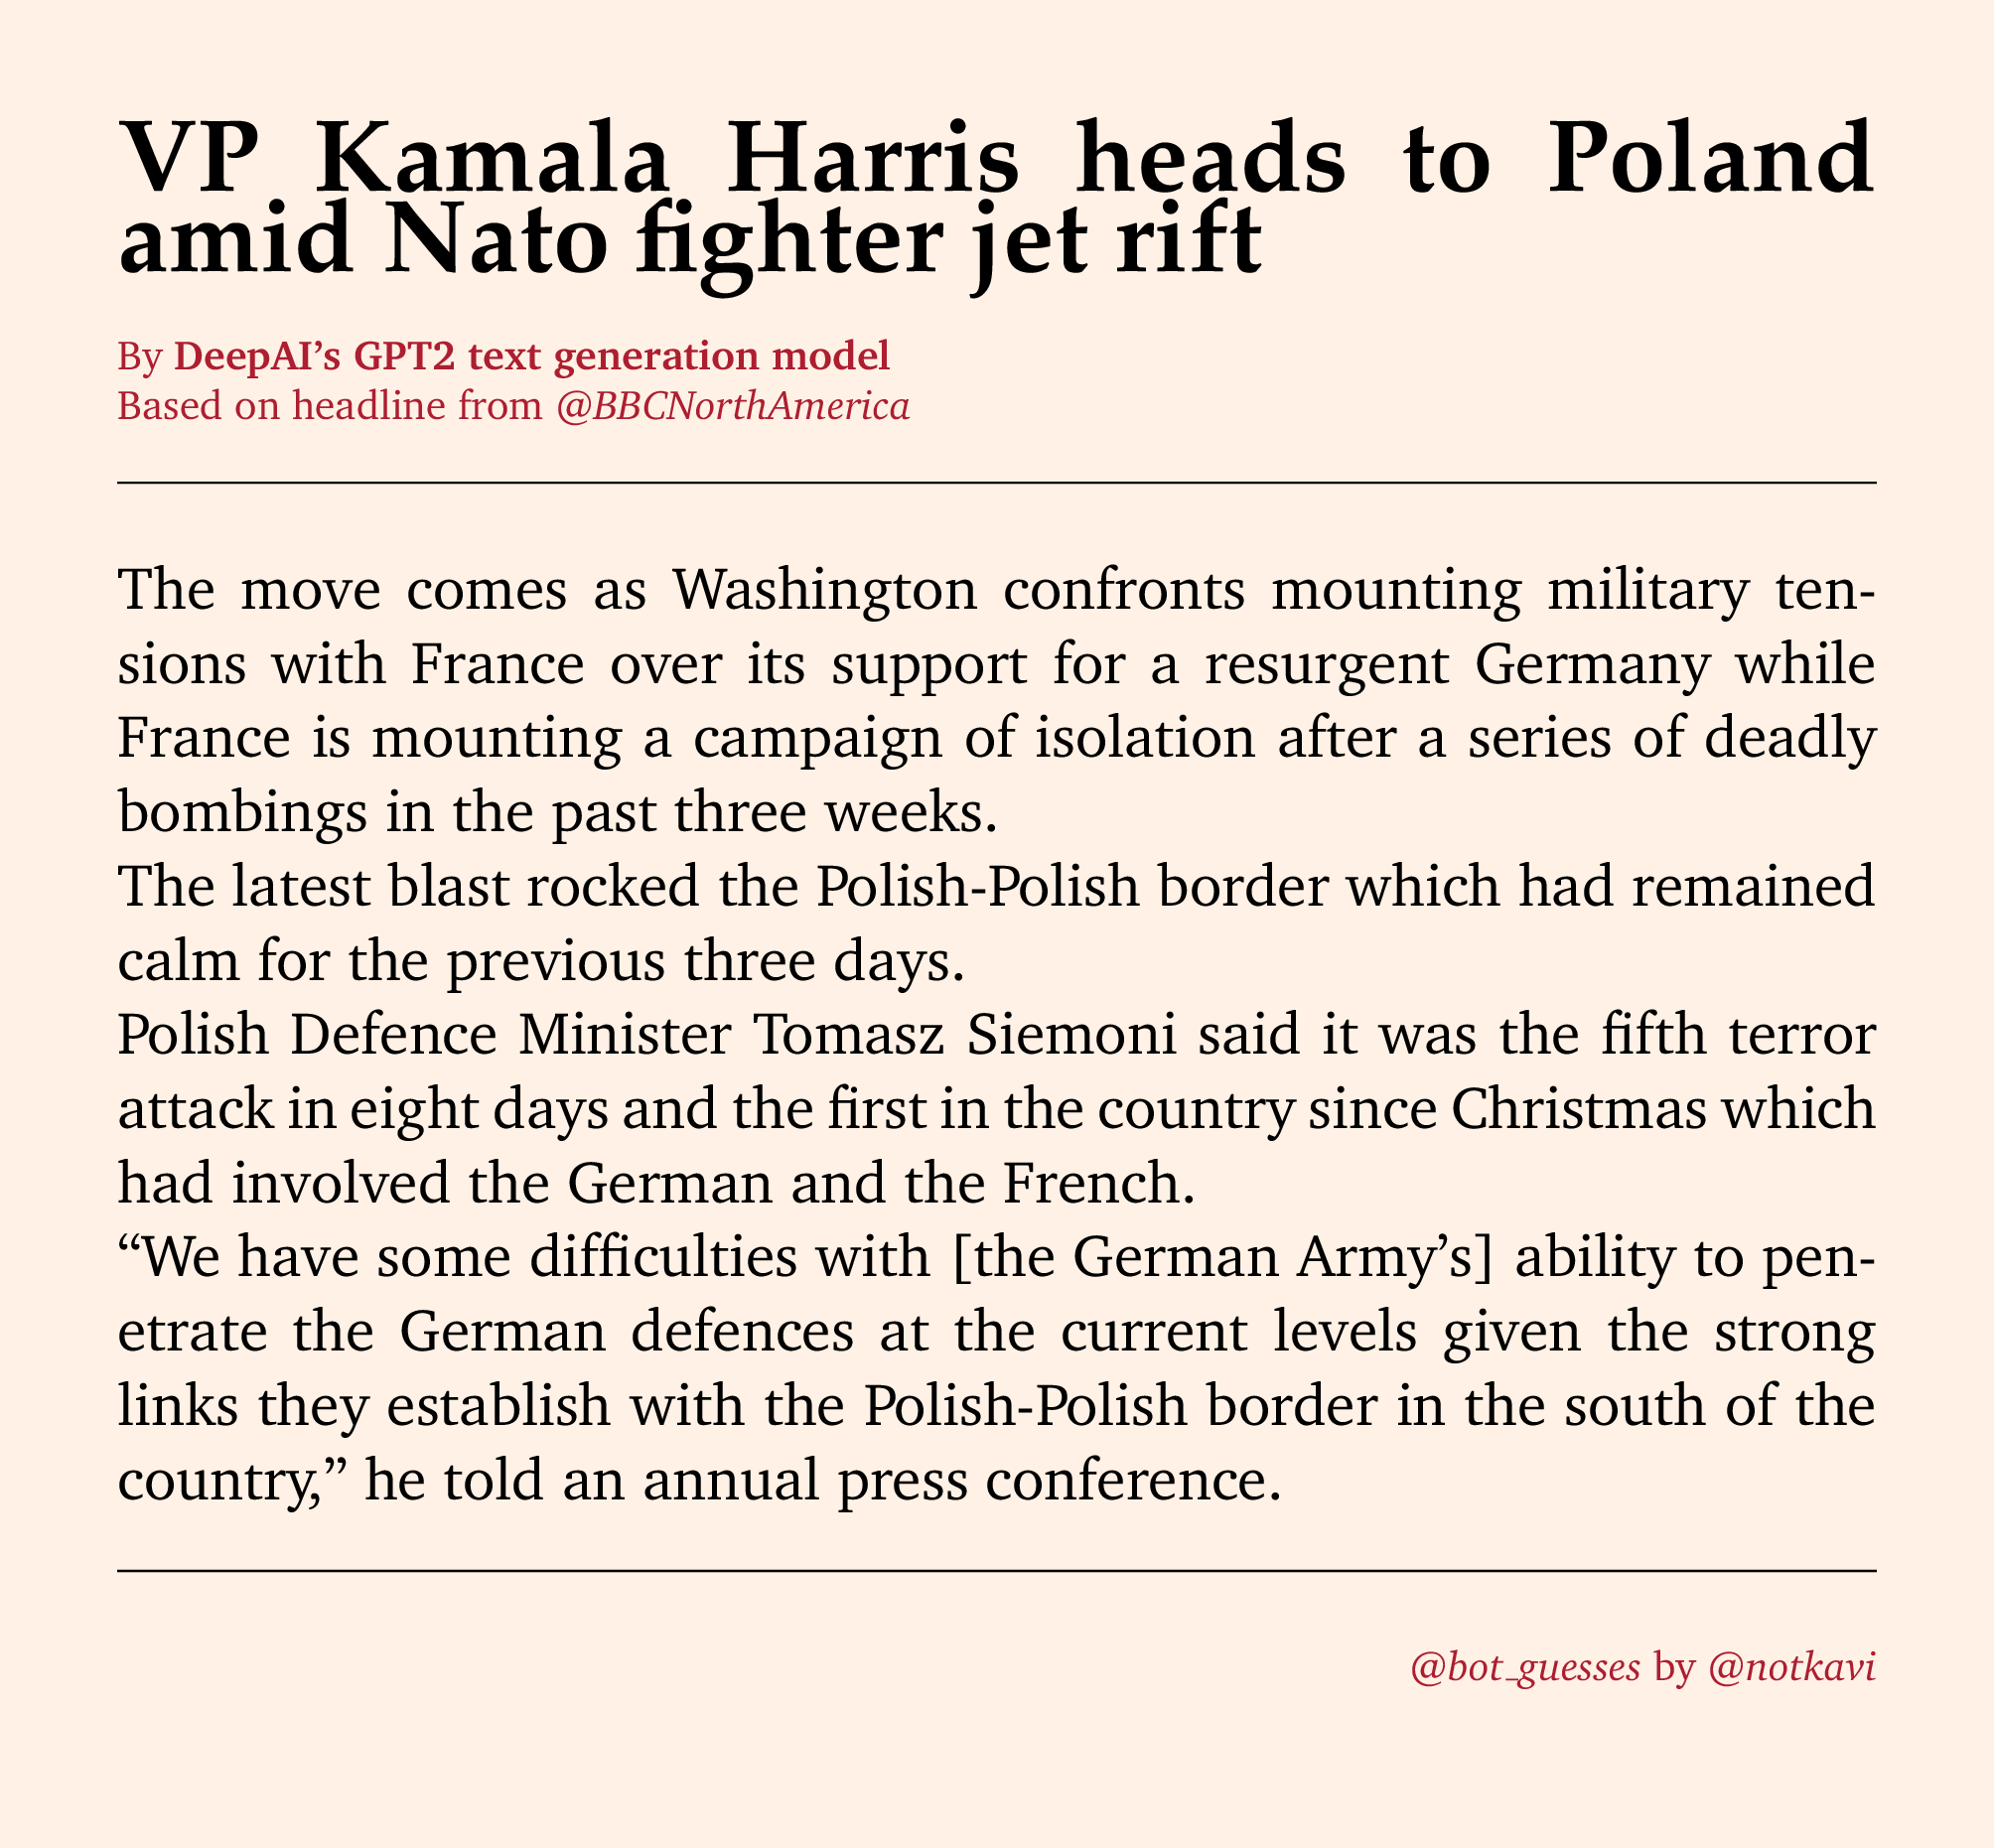 VP Kamala Harris heads to Poland
amid Nato fighter jet rift
By DeepAI’s GPT2 text generation model
Based on headline from @BBCNorthAmerica
The move comes as Washington confronts mounting military ten-
sions with France over its support for a resurgent Germany while
France is mounting a campaign of isolation after a series of deadly
bombings in the past three weeks.
The latest blast rocked the Polish-Polish border which had remained
calm for the previous three days.
Polish Defence Minister Tomasz Siemoni said it was the fifth terror
attack in eight days and the first in the country since Christmas which
had involved the German and the French.
“We have some difficulties with [the German Army’s] ability to pen-
etrate the German defences at the current levels given the strong
links they establish with the Polish-Polish border in the south of the
country,” he told an annual press conference.
@bot_guesses by @notkavi